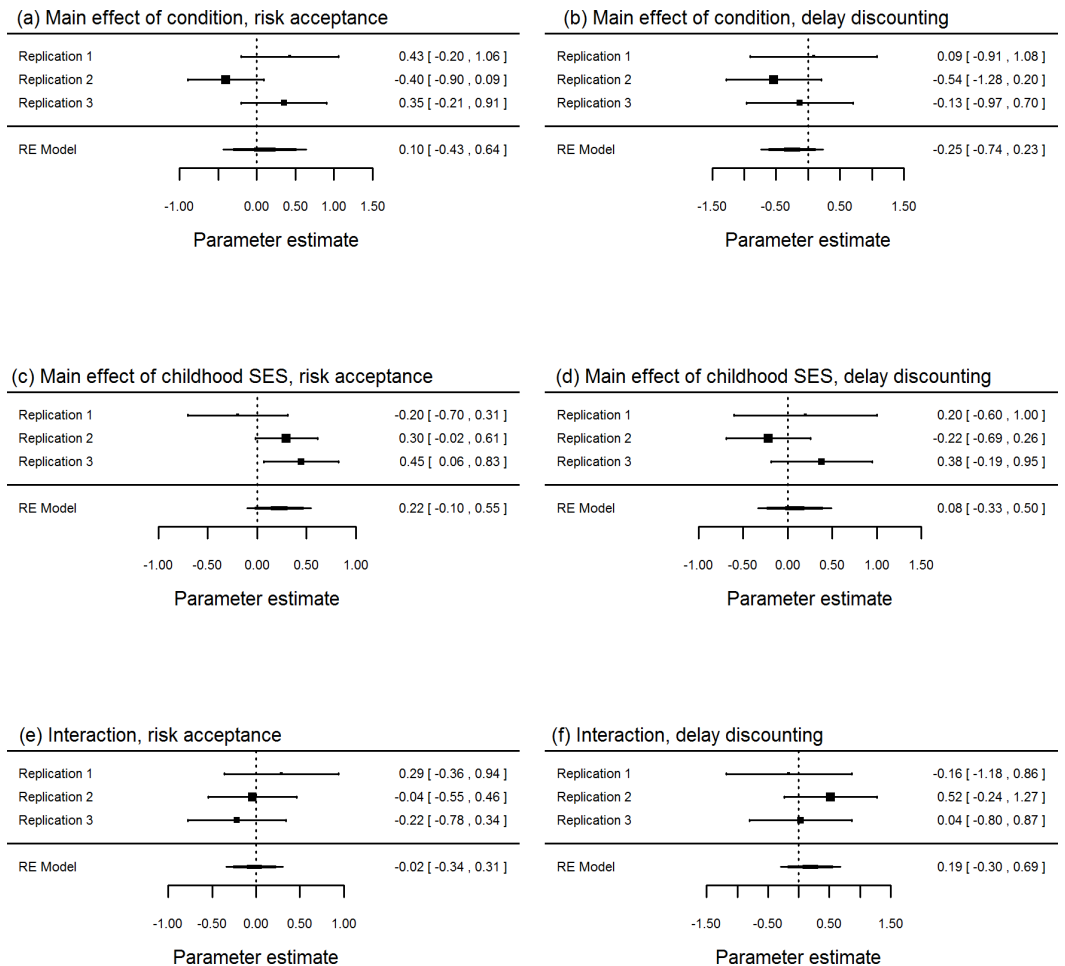 (a) Main effect of condition, risk acceptance
Replication 1 0.43 [ -0.20 , 1.06 ]
Replication 2 -0.40 [ -0.90 , 0.09 ]
Replication 3 0.35 [ -0.21 , 0.91 ]
RE Model 0.10 [ -0.43 , 0.64 ]
-1.00 0.00 0.50 1.50
Parameter estimate
(b) Main effect of condition, delay discounting
Replication 1 0.09 [ -0.91 , 1.08 ]
Replication 2 -0.54 [ -1.28 , 0.20 ]
Replication 3 -0.13 [ -0.97 , 0.70 ]
RE Model -0.25 [ -0.74 , 0.23 ]
-1.50 -0.50 0.50 1.50
Parameter estimate
(c) Main effect of childhood SES, risk acceptance
Replication 1 -0.20 [ -0.70 , 0.31 ]
Replication 2 0.30 [ -0.02 , 0.61 ]
Replication 3 0.45 [ 0.06 , 0.83 ]
RE Model 0.22 [ -0.10 , 0.55 ]
-1.00 -0.50 0.00 0.50 1.00
Parameter estimate
(d) Main effect of childhood SES, delay discounting
Replication 1 0.20 [ -0.60 , 1.00 ]
Replication 2 -0.22 [ -0.69 , 0.26 ]
Replication 3 0.38 [ -0.19 , 0.95 ]
RE Model 0.08 [ -0.33 , 0.50 ]
-1.00 -0.50 0.00 0.50 1.00 1.50
Parameter estimate
(e) Interaction, risk acceptance
Replication 1 0.29 [ -0.36 , 0.94 ]
Replication 2 -0.04 [ -0.55 , 0.46 ]
Replication 3 -0.22 [ -0.78 , 0.34 ]
RE Model -0.02 [ -0.34 , 0.31 ]
-1.00 -0.50 0.00 0.50 1.00
Parameter estimate
(f) Interaction, delay discounting
Replication 1 -0.16 [ -1.18 , 0.86 ]
Replication 2 0.52 [ -0.24 , 1.27 ]
Replication 3 0.04 [ -0.80 , 0.87 ]
RE Model 0.19 [ -0.30 , 0.69 ]
-1.50 -0.50 0.50 1.50
Parameter estimate